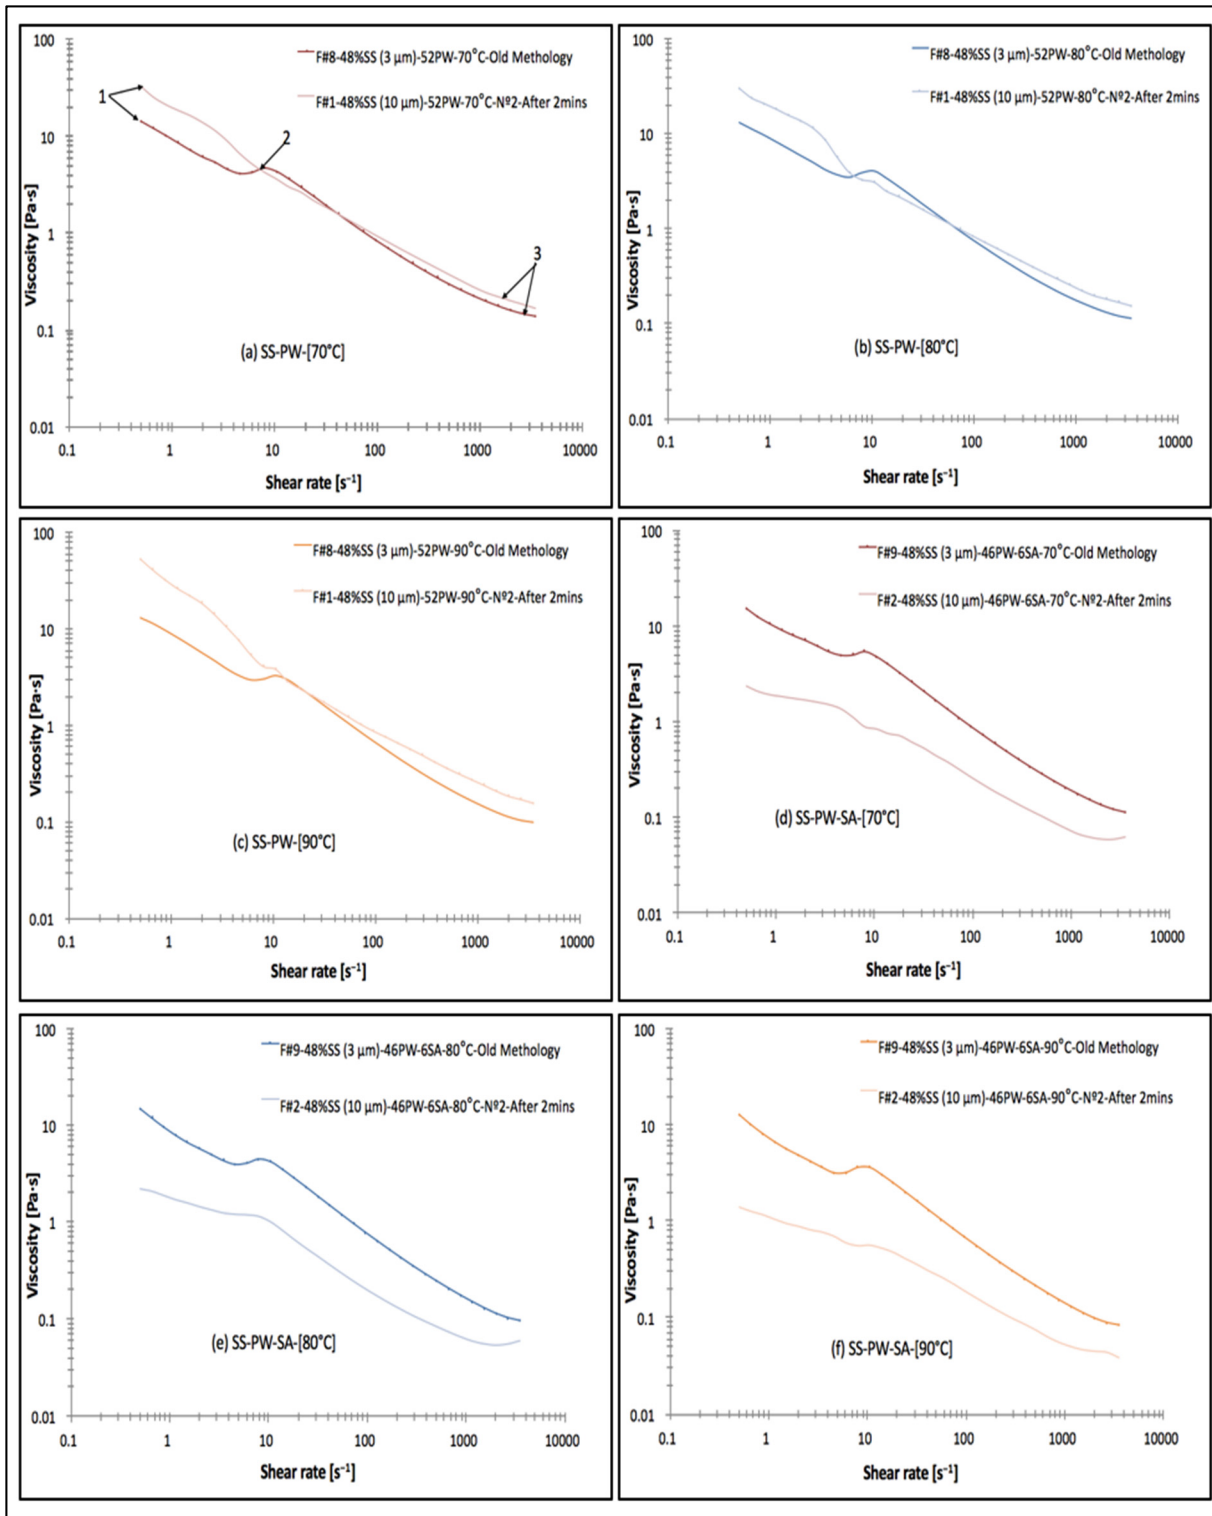 100
10
1
0.1
0.01
Viscosity [Pa·s]
F#8-48%SS (3 µm)-52PW-70°C-Old Methology
F#1-48%SS (10 µm)-52PW-70°C-Nº2-After 2mins
1
2
3
(a) SS-PW-[70°C]
0.1 1 10 100 1000 10000
Shear rate [s⁻¹]
100
10
1
0.1
0.01
Viscosity [Pa·s]
F#8-48%SS (3 µm)-52PW-80°C-Old Methology
F#1-48%SS (10 µm)-52PW-80°C-Nº2-After 2mins
(b) SS-PW-[80°C]
0.1 1 10 100 1000 10000
Shear rate [s⁻¹]
100
10
1
0.1
0.01
Viscosity [Pa·s]
F#8-48%SS (3 µm)-52PW-90°C-Old Methology
F#1-48%SS (10 µm)-52PW-90°C-Nº2-After 2mins
(c) SS-PW-[90°C]
0.1 1 10 100 1000 10000
Shear rate [s⁻¹]
100
10
1
0.1
0.01
Viscosity [Pa·s]
F#9-48%SS (3 µm)-46PW-6SA-70°C-Old Methology
F#2-48%SS (10 µm)-46PW-6SA-70°C-Nº2-After 2mins
(d) SS-PW-SA-[70°C]
0.1 1 10 100 1000 10000
Shear rate [s⁻¹]
100
10
1
0.1
0.01
Viscosity [Pa·s]
F#9-48%SS (3 µm)-46PW-6SA-80°C-Old Methology
F#2-48%SS (10 µm)-46PW-6SA-80°C-Nº2-After 2mins
(e) SS-PW-SA-[80°C]
0.1 1 10 100 1000 10000
Shear rate [s⁻¹]
100
10
1
0.1
0.01
Viscosity [Pa·s]
F#9-48%SS (3 µm)-46PW-6SA-90°C-Old Methology
F#2-48%SS (10 µm)-46PW-6SA-90°C-Nº2-After 2mins
(f) SS-PW-SA-[90°C]
0.1 1 10 100 1000 10000
Shear rate [s⁻¹]